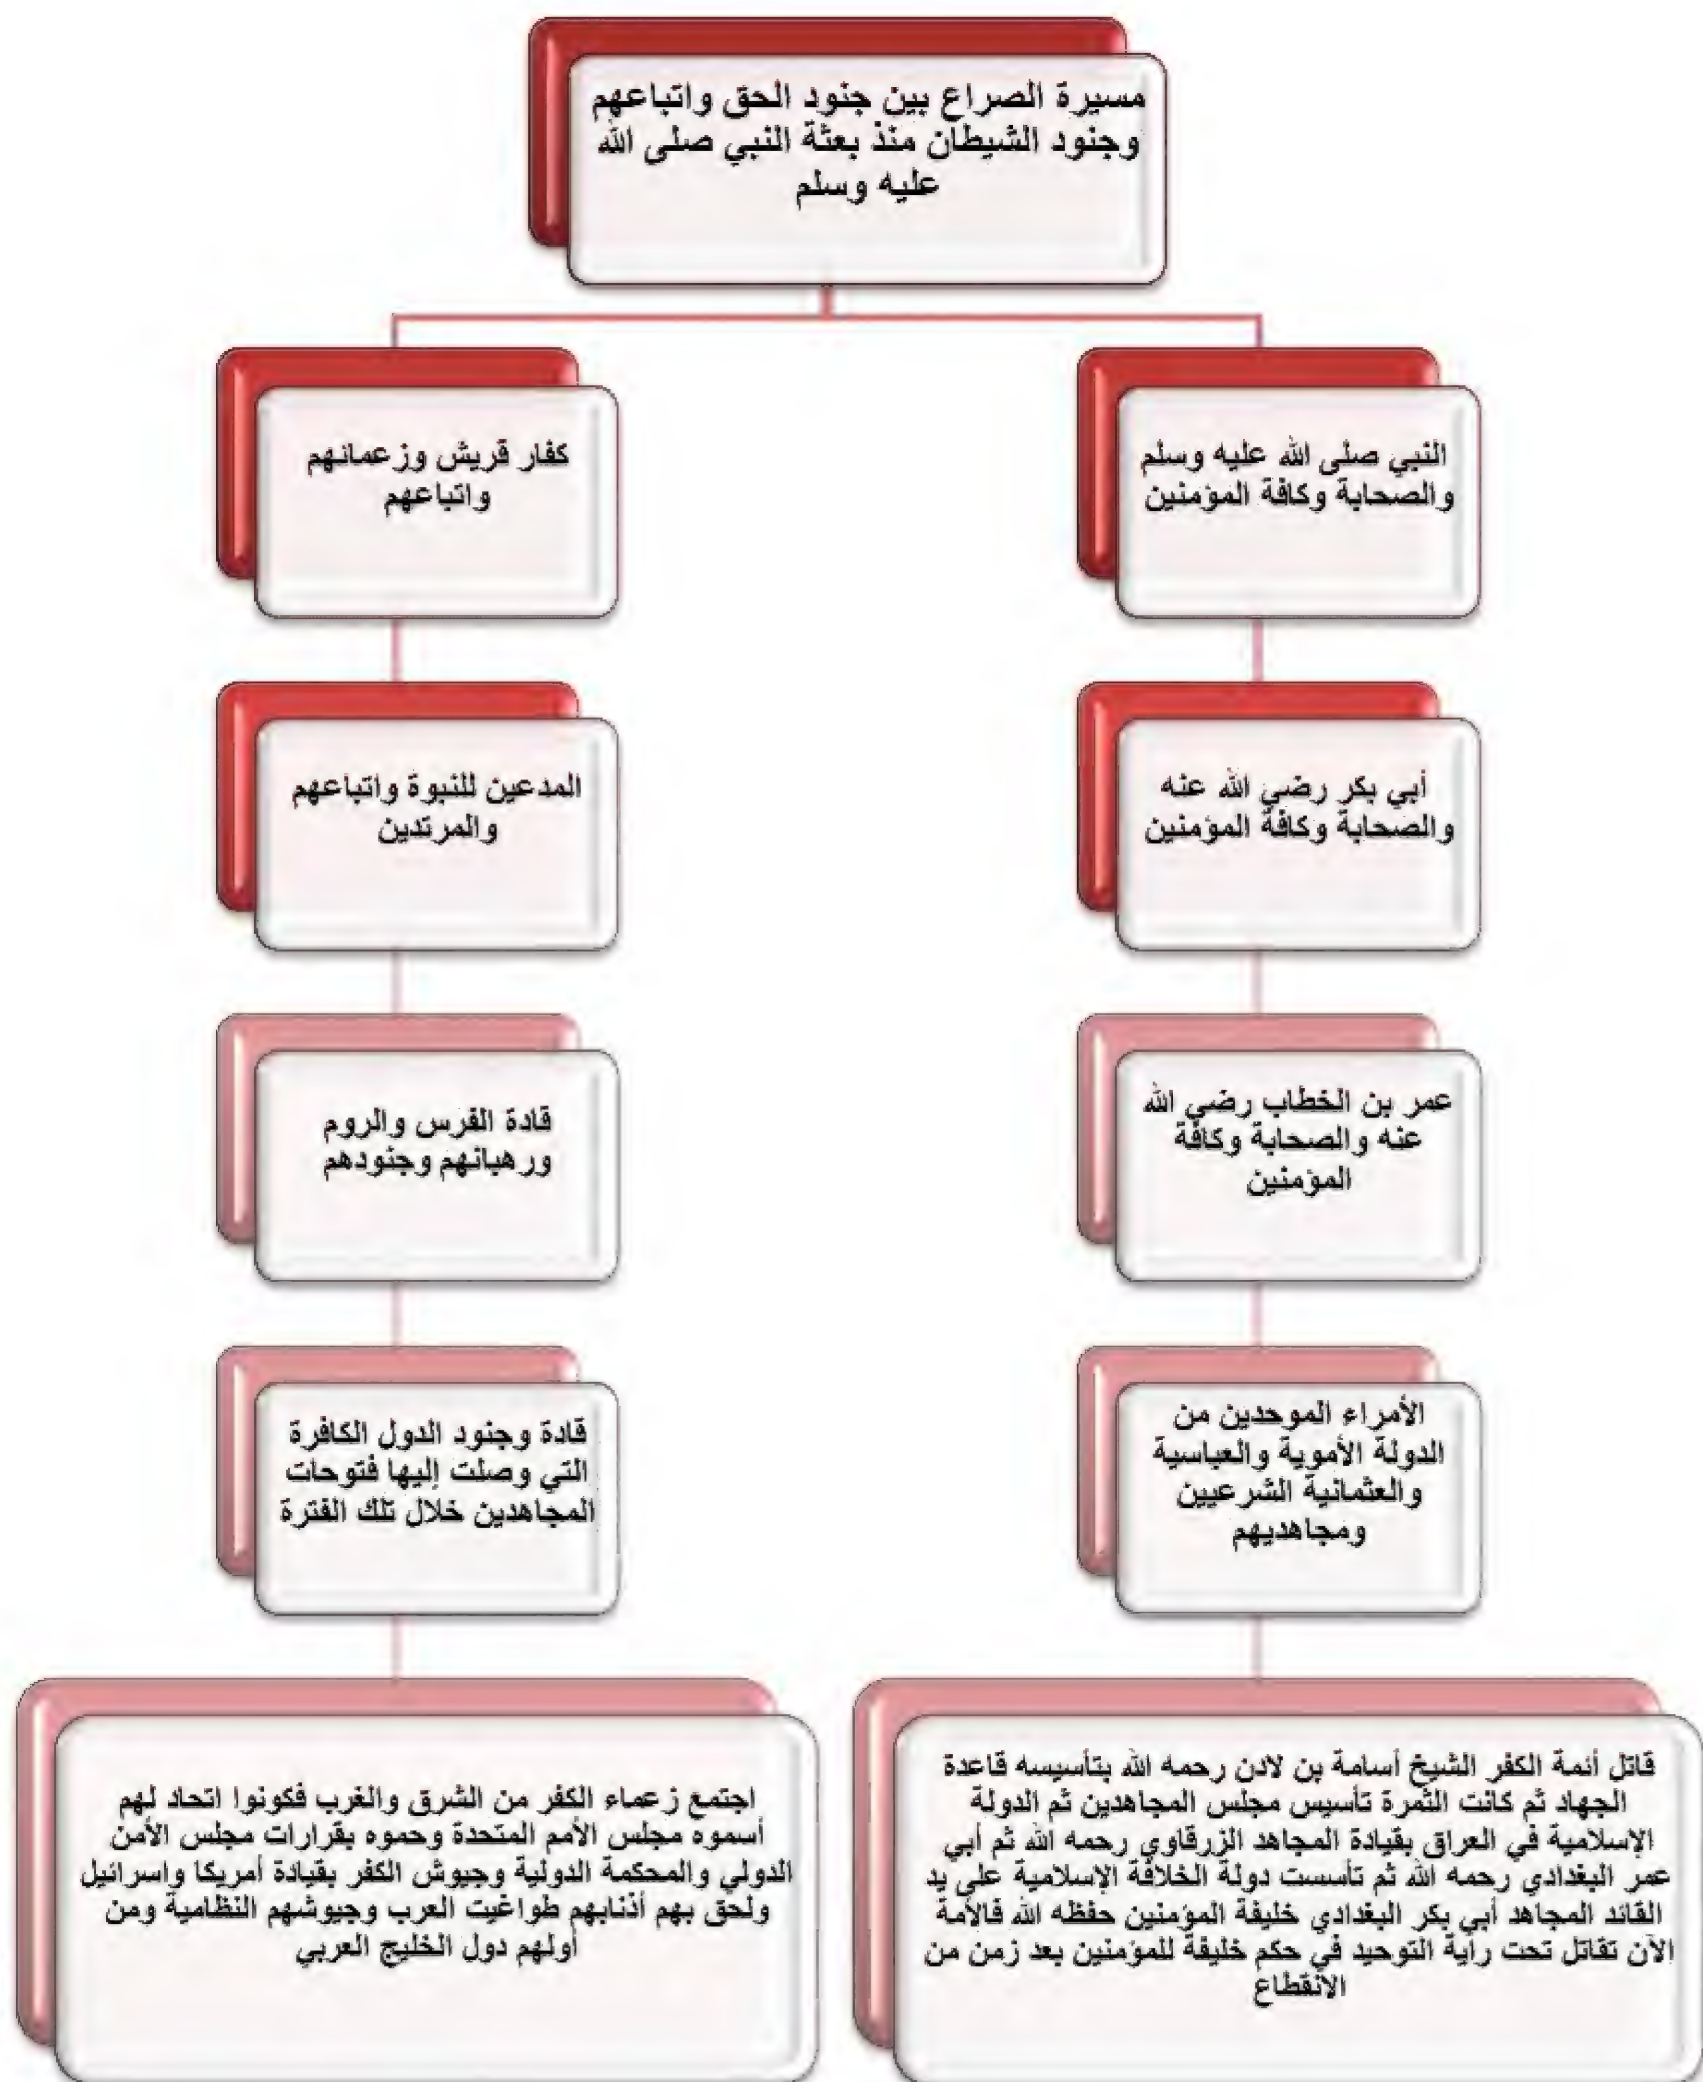 مسيرة الصراع بين جنود الحق واتباعهم
وجنود الشيطان منذ بعثة النبي صلى الله
عليه وسلم
النبي صلى الله عليه وسلم
والصحابة وكافة المؤمنين
كفار قريش وزعمائهم
واتباعهم
أبي بكر رضي الله عنه
والصحابة وكافة المؤمنين
المدعين للنبوة واتباعهم
والمرتدين
عمر بن الخطاب رضي الله
عنه والصحابة وكافة
المؤمنين
قادة الفرس والروم
ورهبانهم وجنودهم
الأمراء الموحدين من
الدولة الأموية والعباسية
والعثمانية الشرعيين
ومجاهديهم
قادة وجنود الدول الكافرة
التي وصلت إليها فتوحات
المجاهدين خلال تلك الفترة
قاتل أئمة الكفر الشيخ أسامة بن لادن رحمه الله بتأسيسه قاعدة
الجهاد ثم كانت الثمرة تأسيس مجلس المجاهدين ثم الدولة
الإسلامية في العراق بقيادة المجاهد الزرقاوي رحمه الله ثم أبي
عمر البغدادي رحمه الله ثم تأسست دولة الخلافة الإسلامية على يد
القائد المجاهد أبي بكر البغدادي خليفة المؤمنين حفظه الله فالأمة
الآن تقاتل تحت راية التوحيد في حكم خليفة للمؤمنين بعد زمن من
الأنقطاع
اجتمع زعماء الكفر من الشرق والغرب فكونوا اتحاد لهم
أسموه مجلس الأمم المتحدة وحموه بقرارات مجلس الأمن
الدولي والمحكمة الدولية وجيوش الكفر بقيادة أمريكا واسرائيل
ولحق بهم أذنابهم طواغيت العرب وجيوشهم النظامية ومن
أولهم دول الخليج العربي